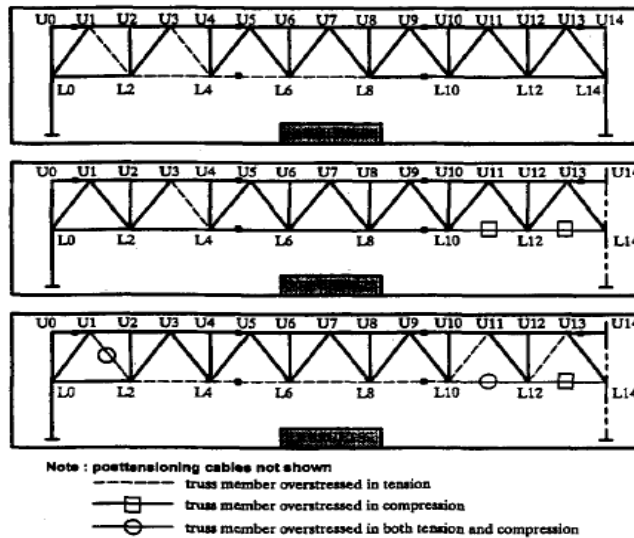 U0 U1 U2 U3 U4 U5 U6 U7 U8 U9 U10 U11 U12 U13 U14
L0 L2 L4 L6 L8 L10 L12 L14
U0 U1 U2 U3 U4 U5 U6 U7 U8 U9 U10 U11 U12 U13 U14
L0 L2 L4 L6 L8 L10 L12 L14
U0 U1 U2 U3 U4 U5 U6 U7 U8 U9 U10 U11 U12 U13 U14
L0 L2 L4 L6 L8 L10 L12 L14
Note : posttensioning cables not shown
truss member overstressed in tension
truss member overstressed in compression
truss member overstressed in both tension and compression